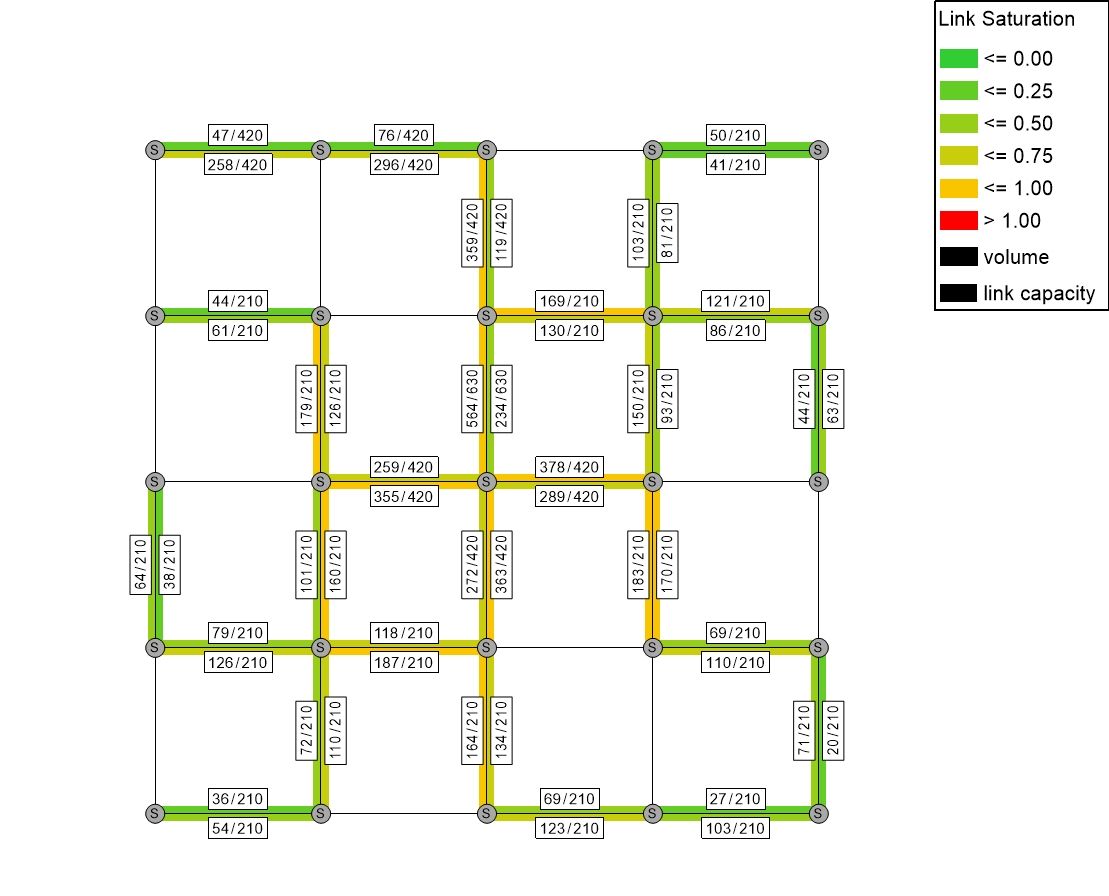 Link Saturation
<= 0.00
<= 0.25
<= 0.50
<= 0.75
<= 1.00
> 1.00
volume
link capacity
47/420 76/420 50/210
S S S S S
258/420 296/420 41/210
359/420 119/420 103/210 81/210
44/210 169/210 121/210
S S S S S
61/210 130/210 86/210
179/210 126/210 564/630 234/630 150/210 93/210 44/210 63/210
259/420 378/420
S S S S S
355/420 289/420
64/210 38/210 101/210 160/210 272/420 363/420 183/210 170/210
79/210 118/210 69/210
S S S S S
126/210 187/210 110/210
72/210 110/210 164/210 134/210 71/210 20/210
36/210 69/210 27/210
S S S S S
54/210 123/210 103/210